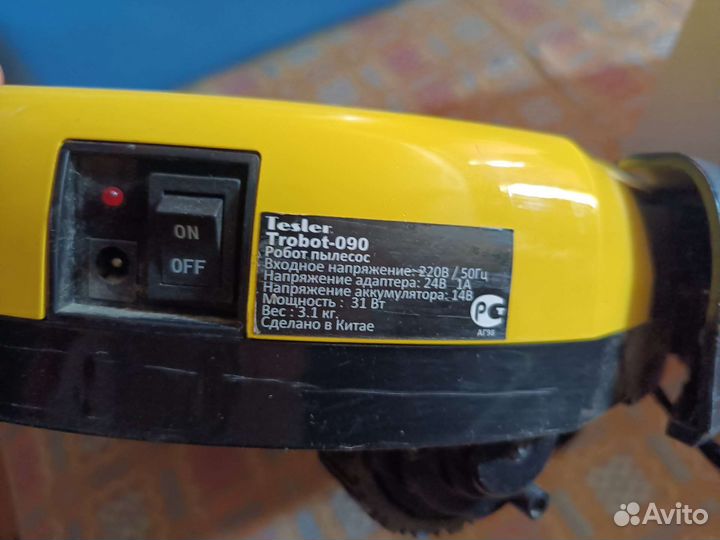 ON
OFF
Tesler
Trobot-090
Робот пылесос
Входное напряжение: 220В / 50Гц
Напряжение адаптера: 24В 1А
Напряжение аккумулятора: 14В
Мощность : 31 Вт
Вес : 3.1 кг.
Сделано в Китае
РС
АГ98
Avito